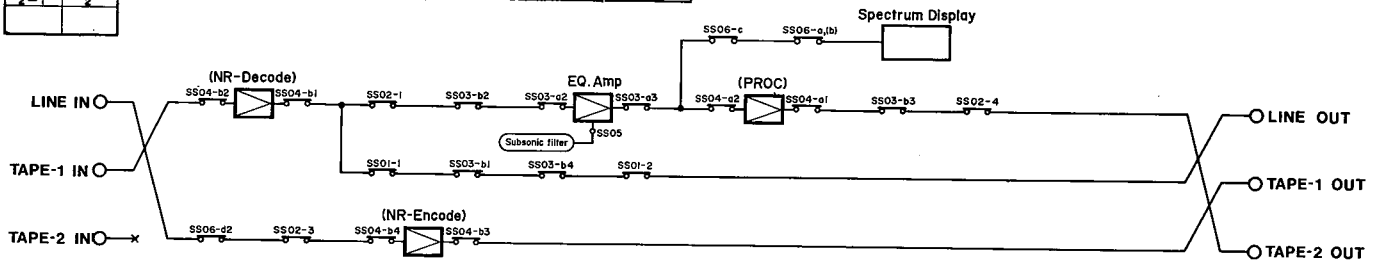 Spectrum Display
SS06-c
SS06-a,(b)
(NR-Decode)
EQ. Amp
(PROC)
LINE IN
SS04-b2
SS04-b1
SS02-1
SS03-b2
SS03-a2
SS03-a3
SS04-a2
SS04-a1
SS03-b3
SS02-4
LINE OUT
SS05
Subsonic filter
TAPE-1 IN
SS01-1
SS03-b1
SS03-b4
SS01-2
TAPE-1 OUT
(NR-Encode)
TAPE-2 IN
SS06-d2
SS02-3
SS04-b4
SS04-b3
TAPE-2 OUT